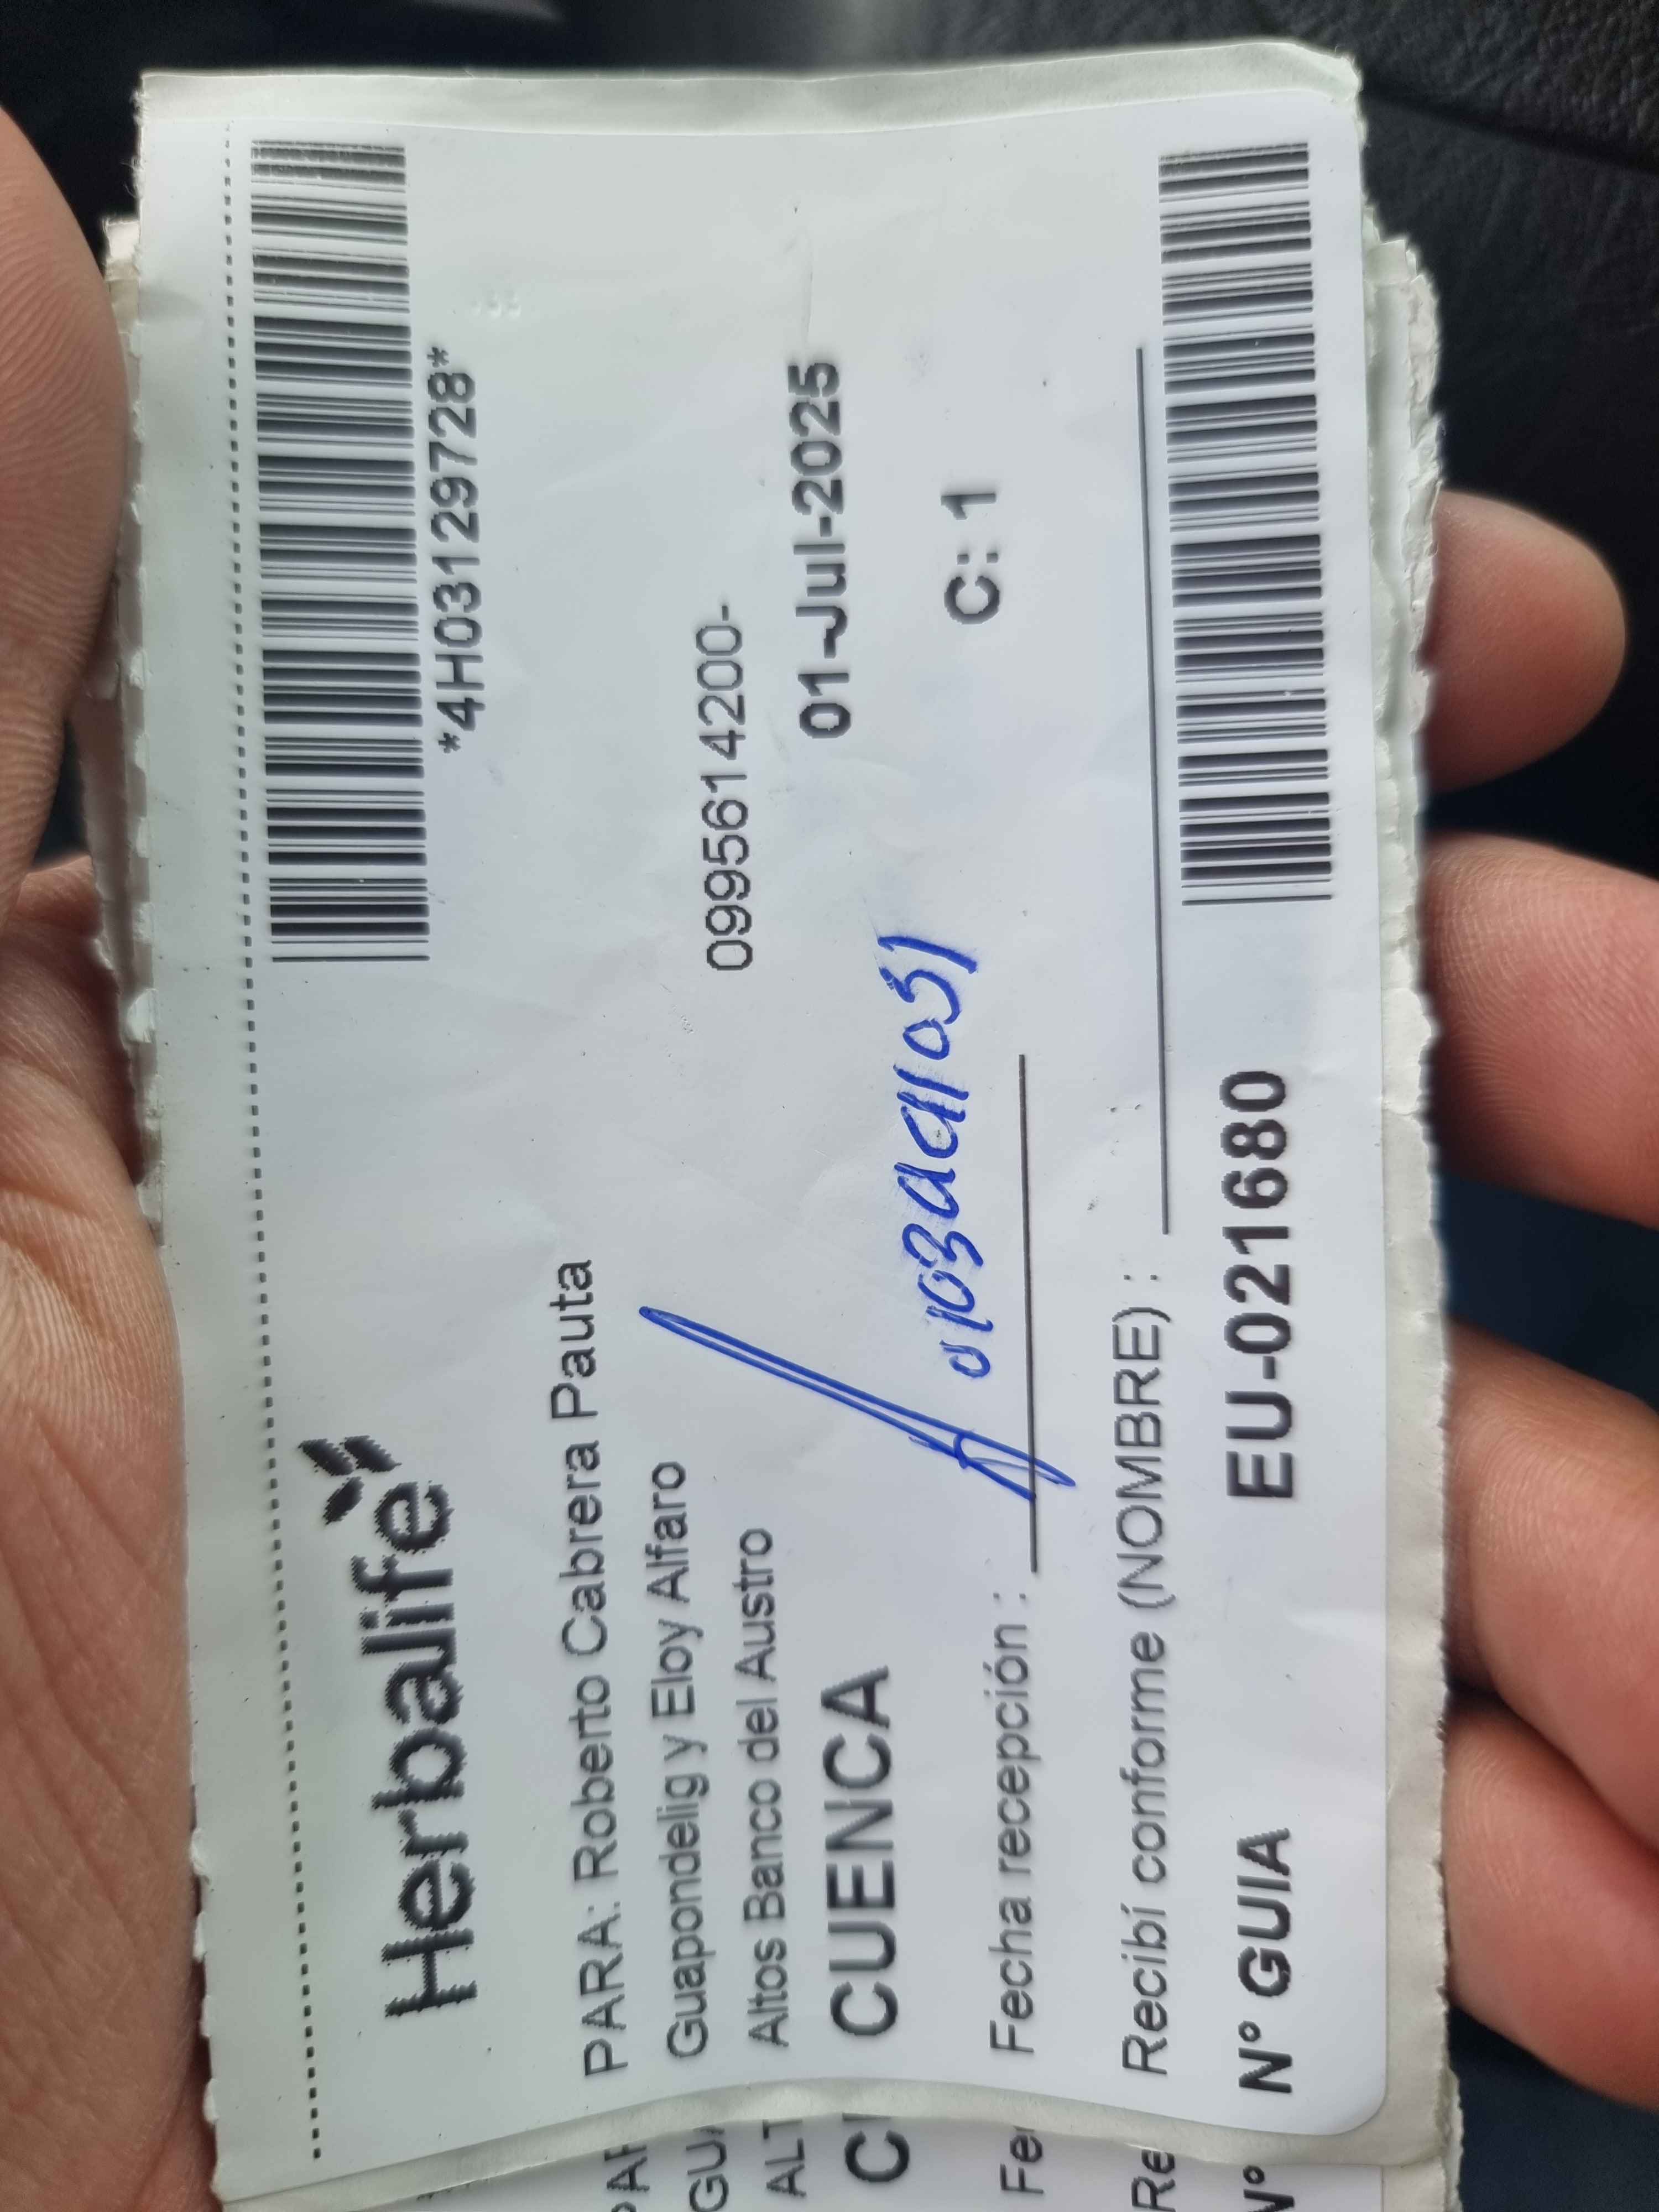 Herbalife
*4H03129728*
PARA: Roberto Cabrera Pauta
Guapondelig y Eloy Alfaro
0995614200-
Altos Banco del Austro
CUENCA
01-Jul-2025
Fecha recepción :
C: 1
Recibí conforme (NOMBRE) :
N° GUIA EU-021680